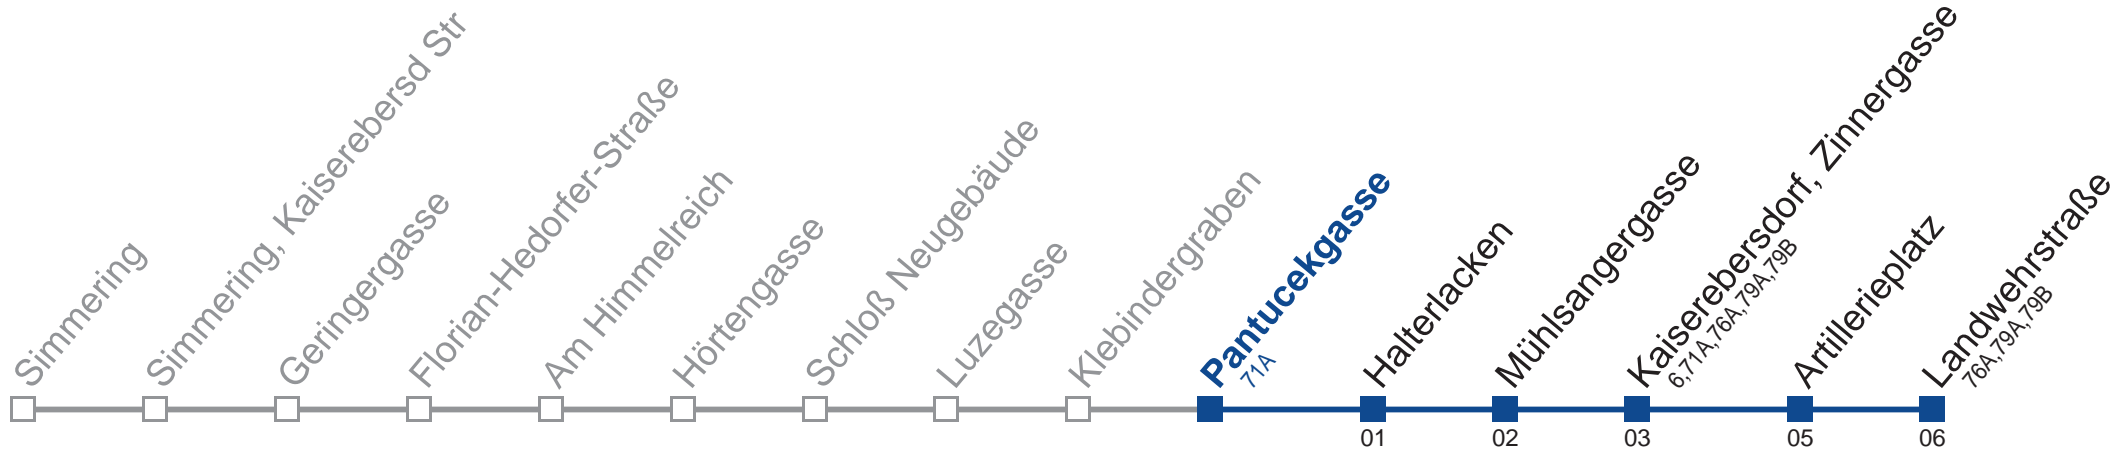 Simmering
Simmering, Kaiserebersd Str
Geringergasse
Florian-Hedorfer-Straße
Am Himmelreich
Hörtengasse
Schloß Neugebäude
Luzegasse
Klebindergraben
Pantucekgasse
71A
Halterlacken
Mühlsangergasse
Kaiserebersdorf, Zinnergasse
6,71A,76A,79A,79B
Artillerieplatz
Landwehrstraße
76A,79A,79B
01
02
03
05
06